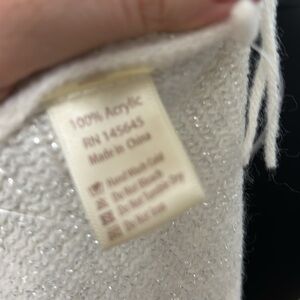 100% Acrylic
RN 145645
Made in China
Hand Wash Cold
Do Not Bleach
Do Not Tumble Dry
Do Not Iron